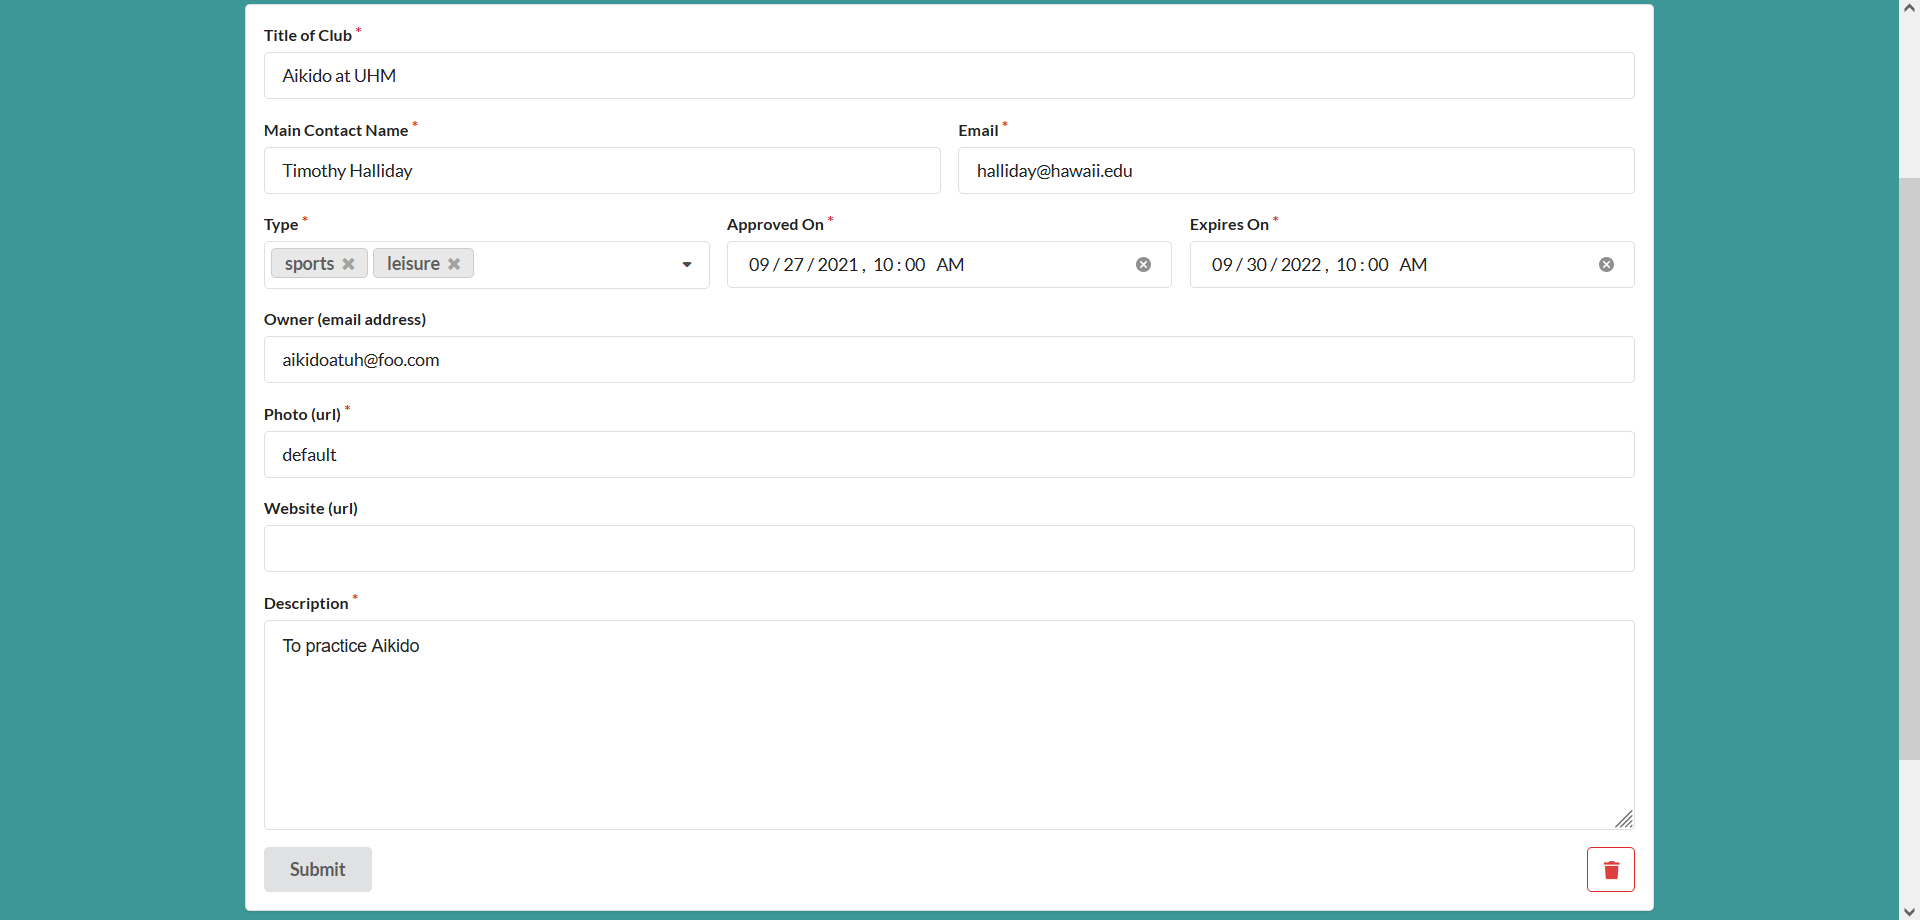 Title of Club *
Aikido at UHM
Main Contact Name * Email *
Timothy Halliday halliday@hawaii.edu
Type * Approved On * Expires On *
sports leisure 09/27/2021, 10:00 AM 09/30/2022, 10:00 AM
Owner (email address)
aikidoatuh@foo.com
Photo (url) *
default
Website (url)
Description *
To practice Aikido
Submit